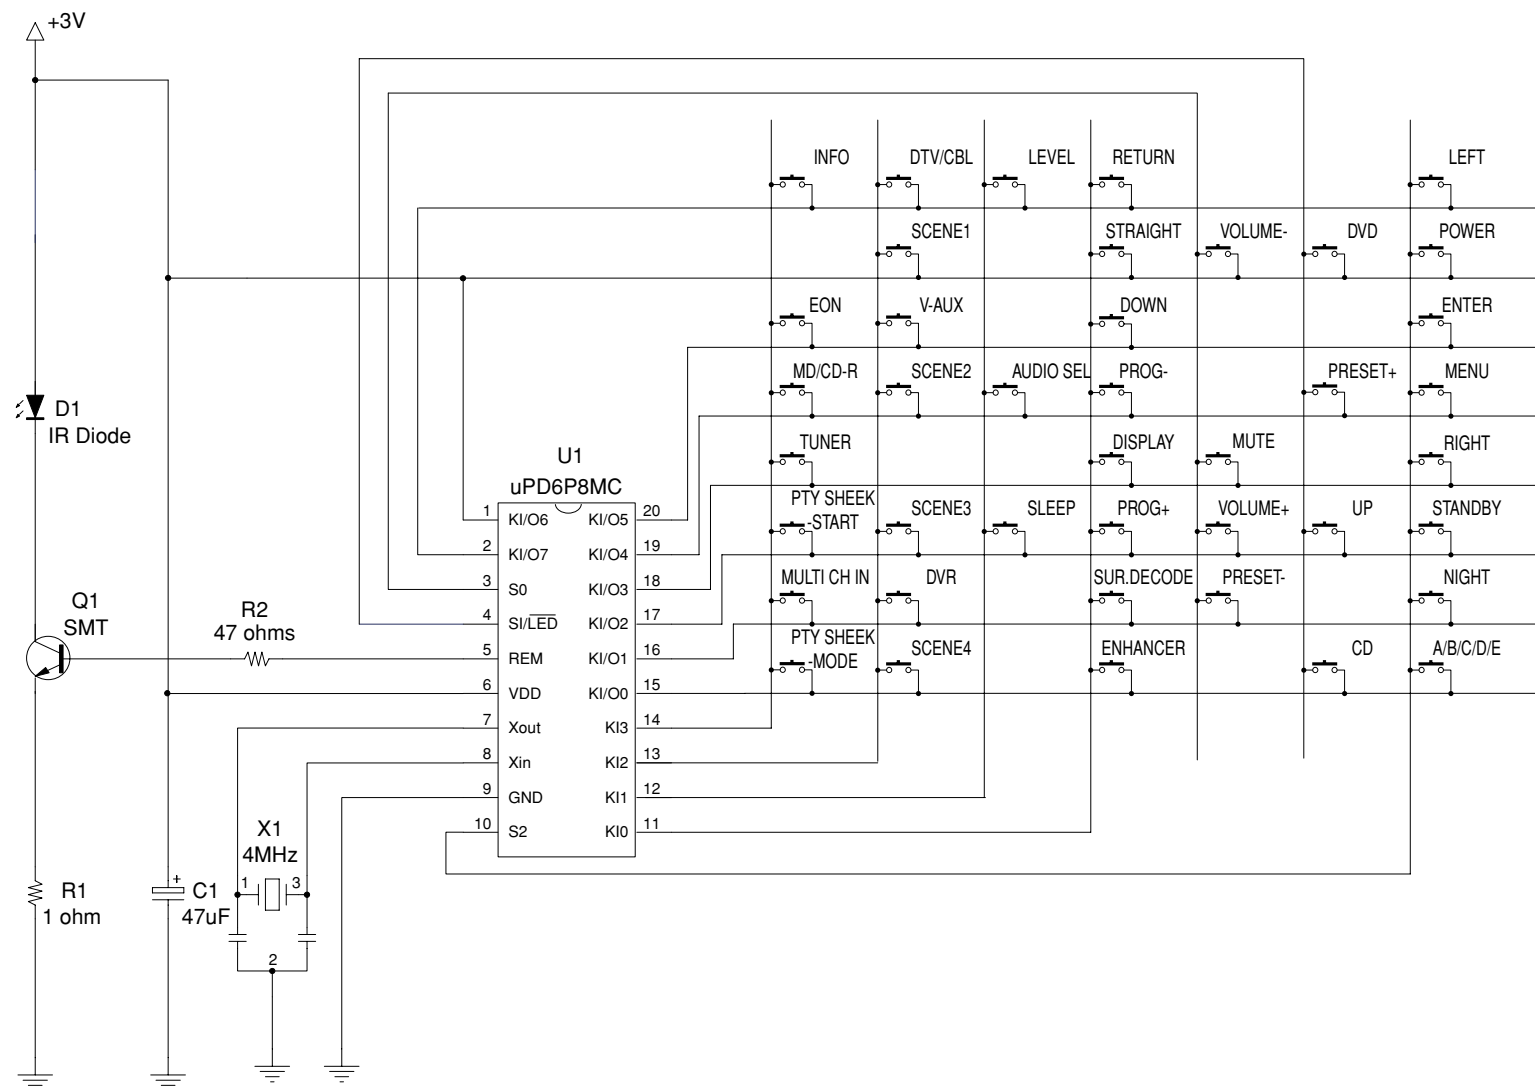 +3V
INFO DTV/CBL LEVEL RETURN LEFT
SCENE1 STRAIGHT VOLUME- DVD POWER
EON V-AUX DOWN ENTER
MD/CD-R SCENE2 AUDIO SEL PROG- PRESET+ MENU
D1
IR Diode
TUNER DISPLAY MUTE RIGHT
U1
uPD6P8MC
PTY SHEEK
-START SCENE3 SLEEP PROG+ VOLUME+ UP STANDBY
1 KI/O6 KI/O5 20
2 KI/O7 KI/O4 19
MULTI CH IN DVR SUR.DECODE PRESET- NIGHT
3 S0 KI/O3 18
4 SI/LED KI/O2 17
Q1
SMT
R2
47 ohms
PTY SHEEK
-MODE SCENE4 ENHANCER CD A/B/C/D/E
5 REM KI/O1 16
6 VDD KI/O0 15
7 Xout KI3 14
8 Xin KI2 13
9 GND KI1 12
10 S2 KI0 11
X1
4MHz
1 3
2
R1
1 ohm
+
C1
47uF